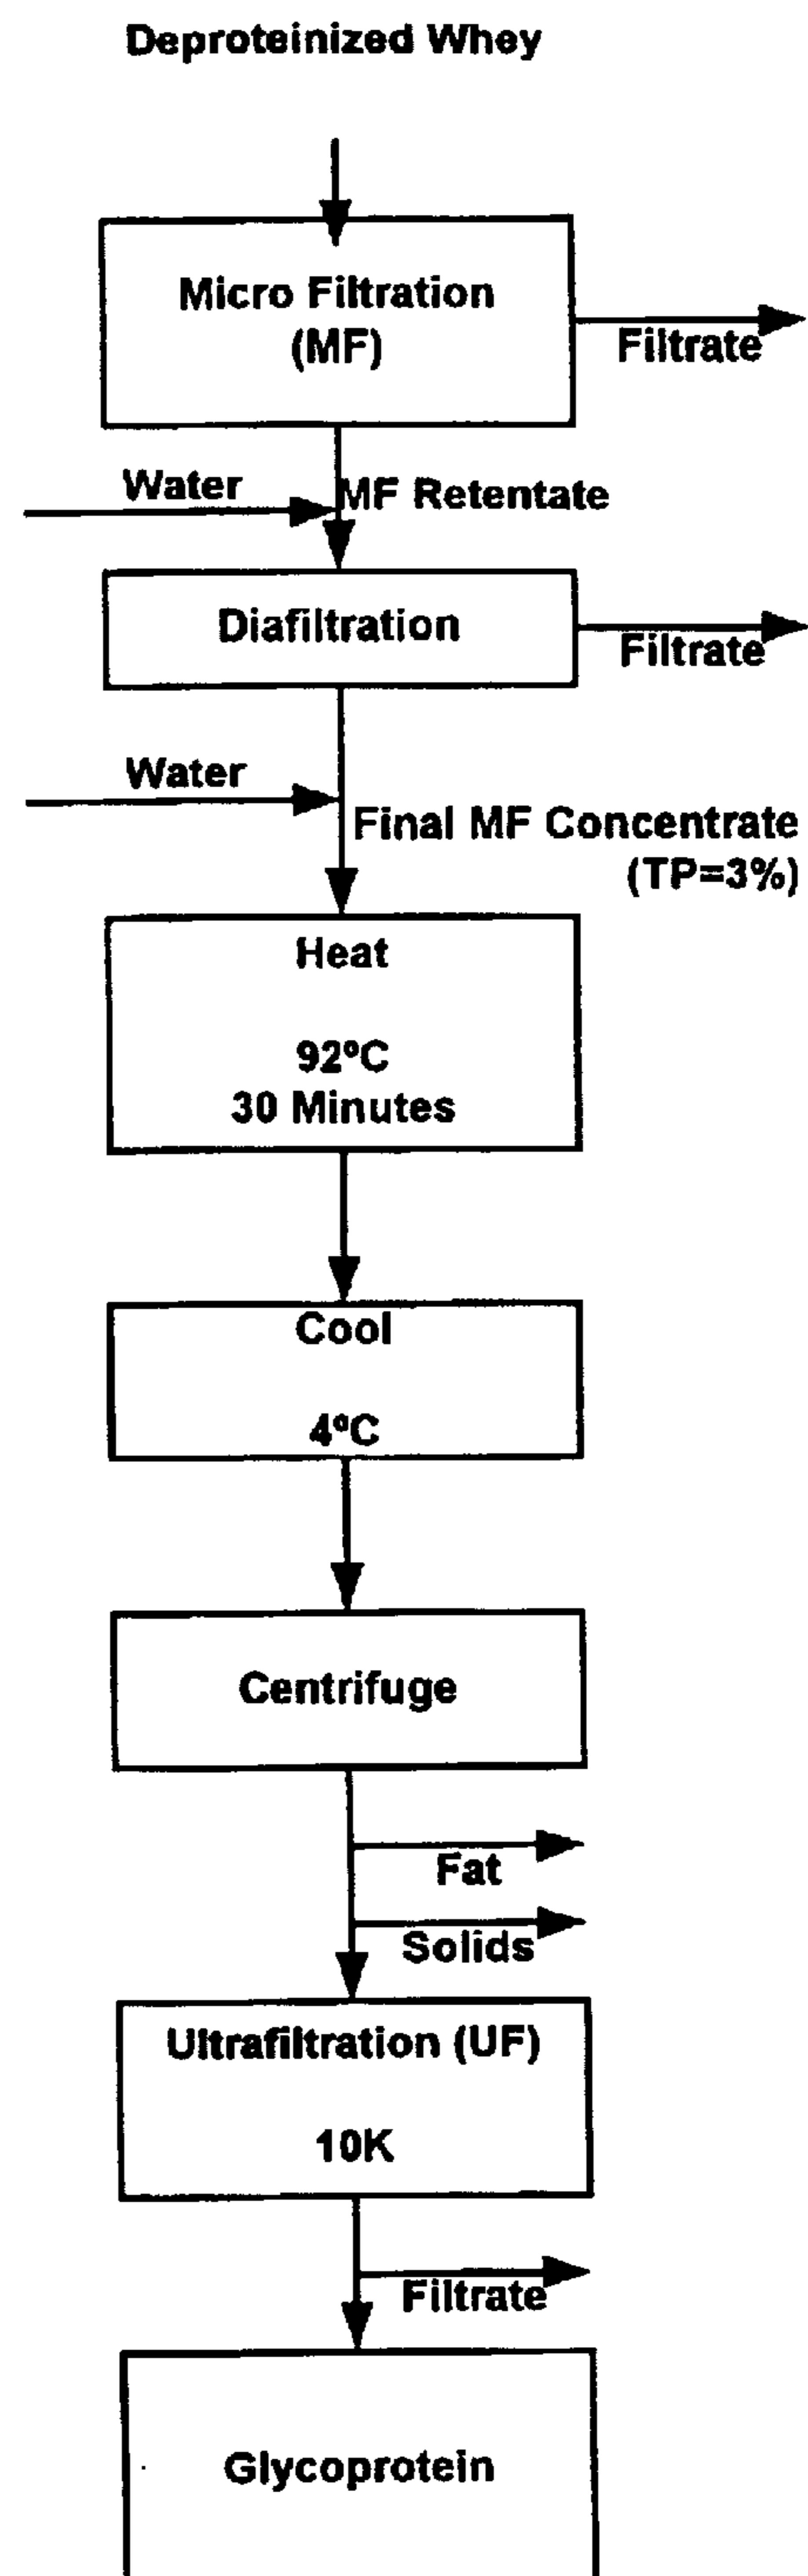 Deproteinized Whey
Micro Filtration
(MF)
Filtrate
Water
MF Retentate
Diafiltration
Filtrate
Water
Final MF Concentrate
(TP=3%)
Heat
92ºC
30 Minutes
Cool
4ºC
Centrifuge
Fat
Solids
Ultrafiltration (UF)
10K
Filtrate
Glycoprotein